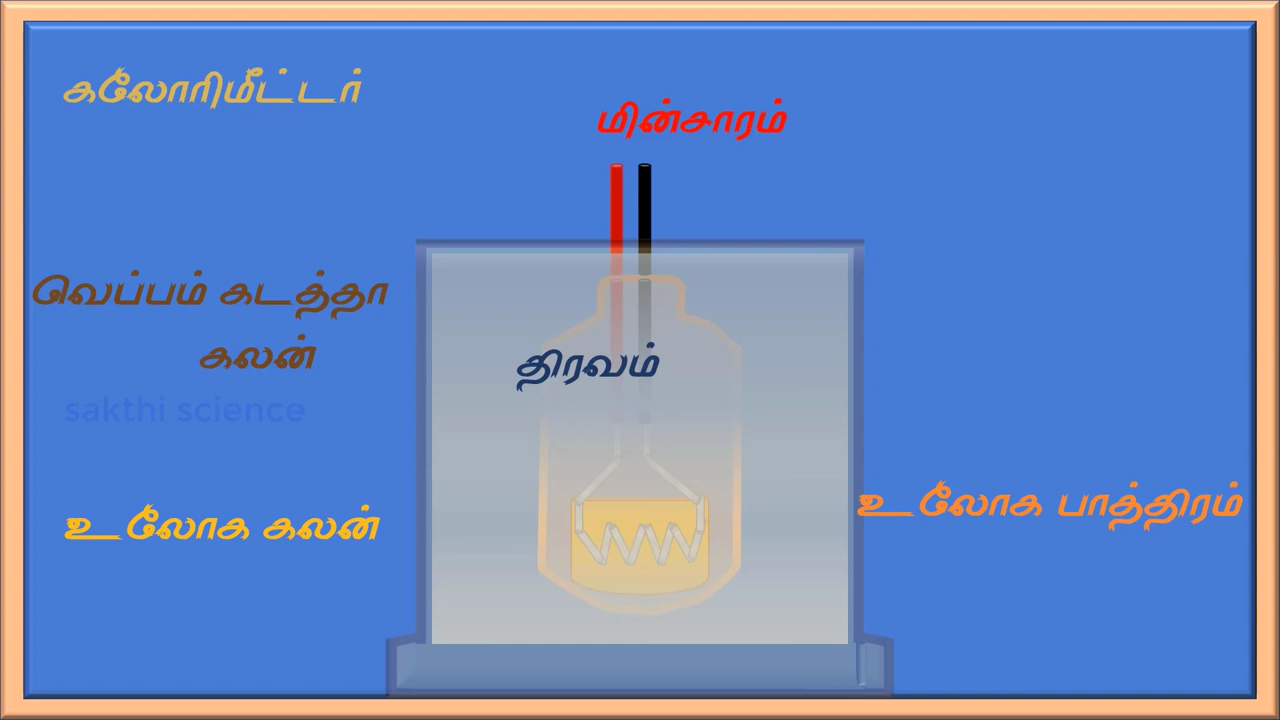 கலோரிமீட்டர்
மின்சாரம்
வெப்பம் கடத்தா
கலன்
திரவம்
sakthi science
உலோக கலன்
உலோக பாத்திரம்